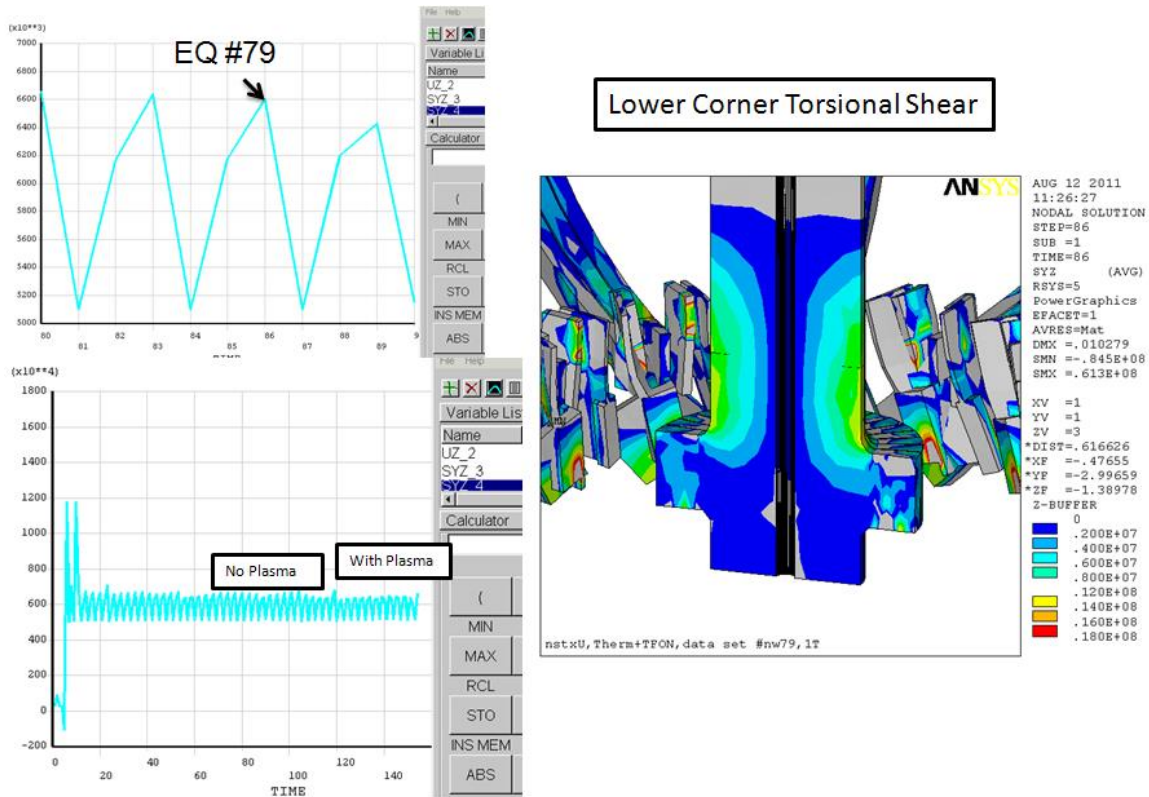 (x10**3)
7000
6800
6600
6400
6200
6000
5800
5600
5400
5200
5000
80
81
82
83
84
85
86
87
88
89
9
EQ #79
File Help
Variable Li
Name
UZ_2
SYZ_3
SYZ_4
Calculator
(
MIN
MAX
RCL
STO
INS MEM
ABS
(x10**4)
1800
1600
1400
1200
1000
800
600
400
200
0
-200
0
20
40
60
80
100
120
140
TIME
No Plasma
With Plasma
File Help
Variable Lis
Name
UZ_2
SYZ_3
SYZ_4
Calculator
(
MIN
MAX
RCL
STO
INS MEM
ABS
Lower Corner Torsional Shear
ANSYS
AUG 12 2011
11:26:27
NODAL SOLUTION
STEP=86
SUB =1
TIME=86
SYZ (AVG)
RSYS=5
PowerGraphics
EFACET=1
AVRES=Mat
DMX =.010279
SMN =-.845E+08
SMX =.613E+08
XV =1
YV =1
ZV =3
*DIST=.616626
*XF =-.47655
*YF =-2.99659
*ZF =-1.38978
Z-BUFFER
0
.200E+07
.400E+07
.600E+07
.800E+07
.120E+08
.140E+08
.160E+08
.180E+08
nstxU,Therm+TFON,data set #nw79,1T